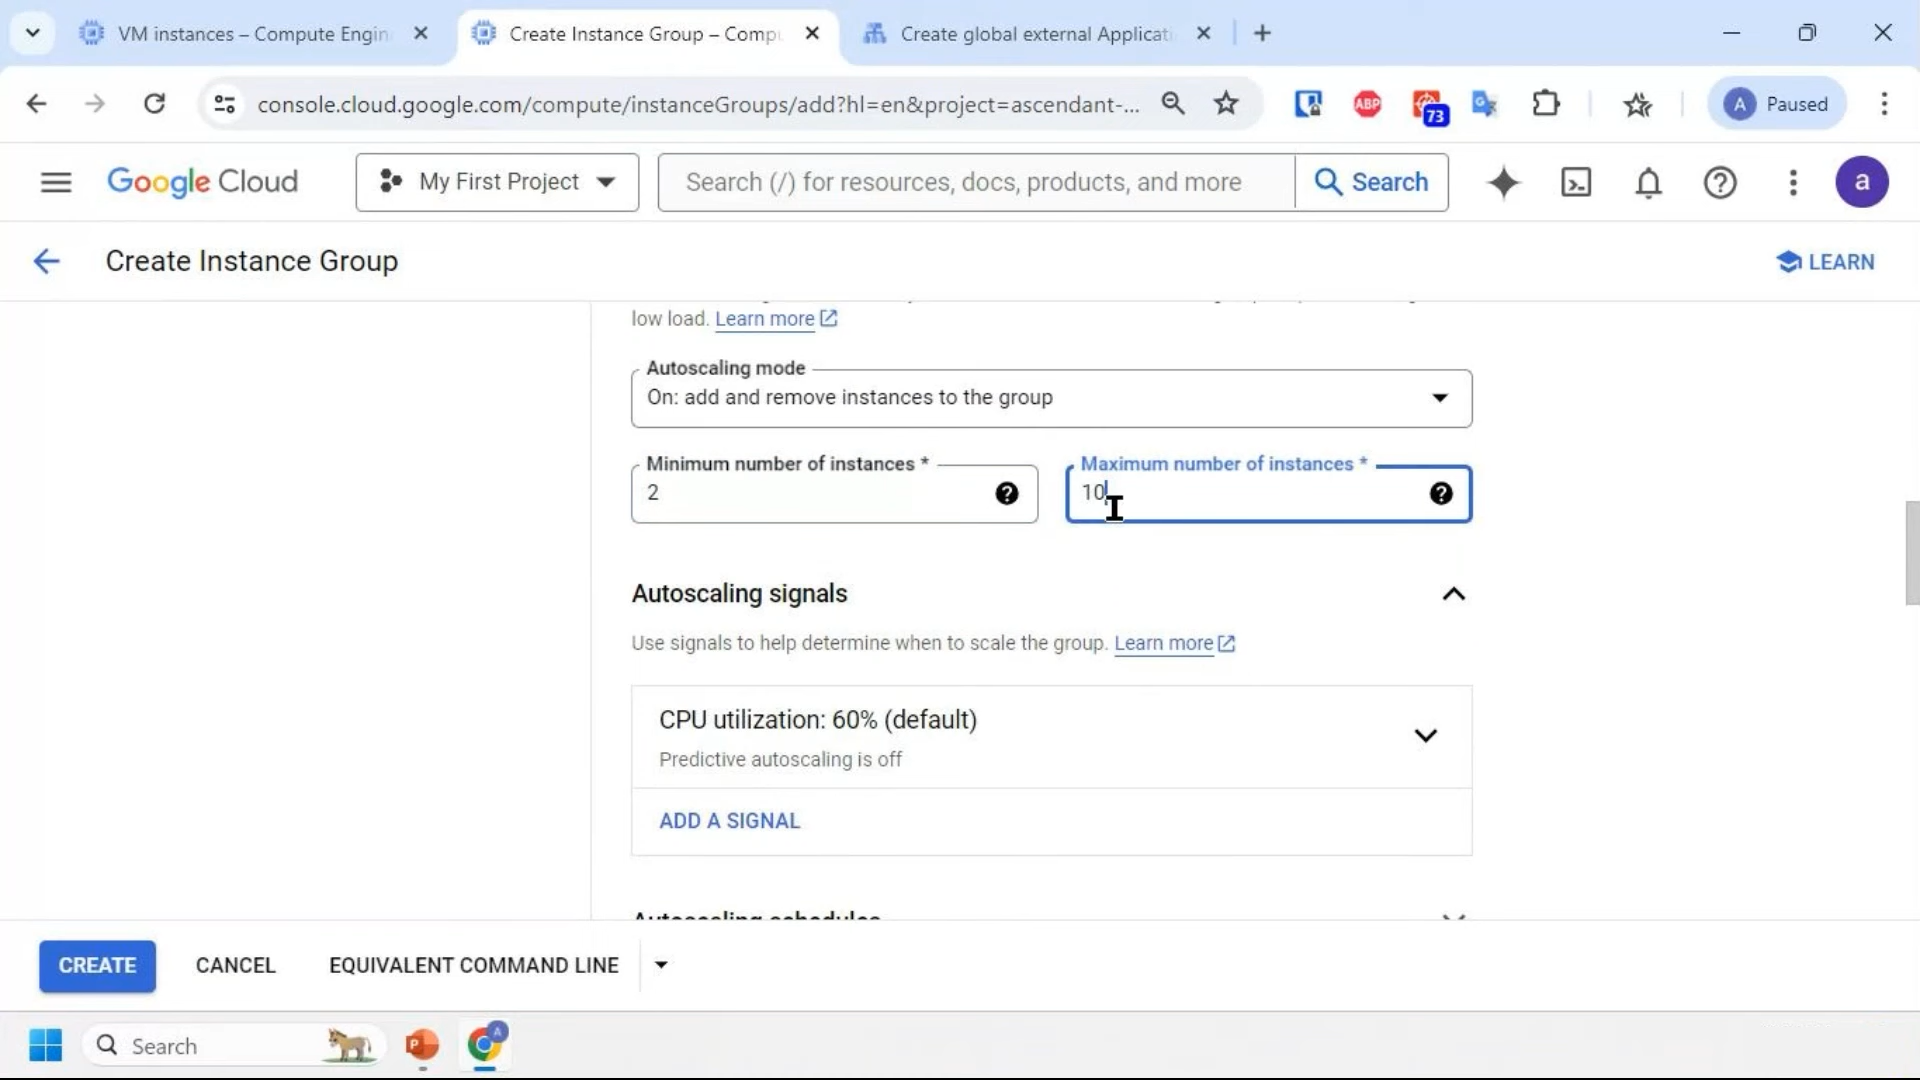 VM instances – Compute Engin
Create Instance Group – Compu
Create global external Applicati
console.cloud.google.com/compute/instanceGroups/add?hl=en&project=ascendant-...
ABP
73
A
Paused
Google Cloud
My First Project
Search (/) for resources, docs, products, and more
Search
a
Create Instance Group
LEARN
low load. Learn more
Autoscaling mode
On: add and remove instances to the group
Minimum number of instances *
2
Maximum number of instances *
10
Autoscaling signals
Use signals to help determine when to scale the group. Learn more
CPU utilization: 60% (default)
Predictive autoscaling is off
ADD A SIGNAL
Autoscaling schedules
CREATE
CANCEL
EQUIVALENT COMMAND LINE
Search
P
A